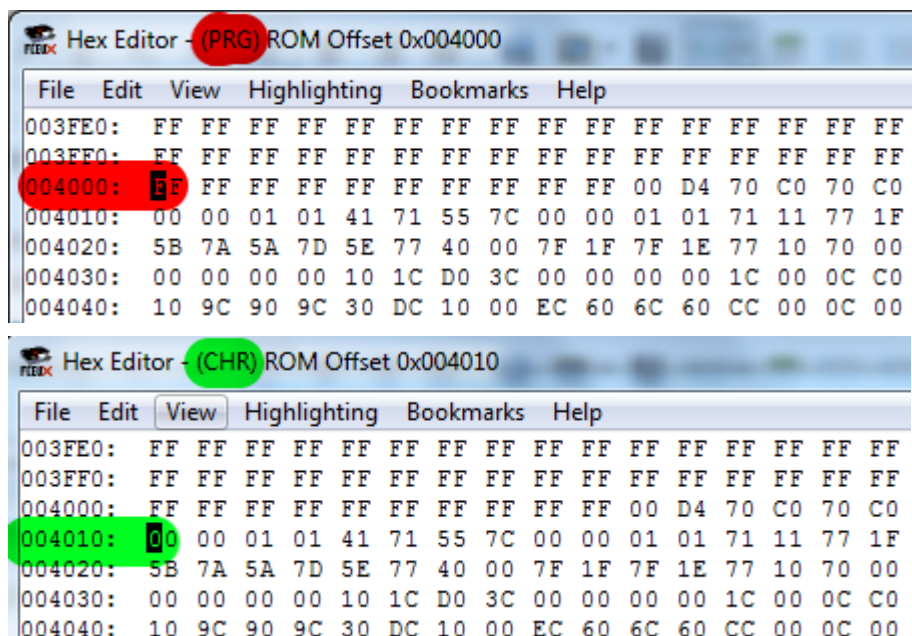 Hex Editor - (PRG) ROM Offset 0x004000
File Edit View Highlighting Bookmarks Help
003FE0: FF FF FF FF FF FF FF FF FF FF FF FF FF FF FF FF
003FF0: FF FF FF FF FF FF FF FF FF FF FF FF FF FF FF FF
004000: FF FF FF FF FF FF FF FF FF FF 00 D4 70 C0 70 C0
004010: 00 00 01 01 41 71 55 7C 00 00 01 01 71 11 77 1F
004020: 5B 7A 5A 7D 5E 77 40 00 7F 1F 7F 1E 77 10 70 00
004030: 00 00 00 00 10 1C D0 3C 00 00 00 00 1C 00 0C C0
004040: 10 9C 90 9C 30 DC 10 00 EC 60 6C 60 CC 00 0C 00
Hex Editor - (CHR) ROM Offset 0x004010
File Edit View Highlighting Bookmarks Help
003FE0: FF FF FF FF FF FF FF FF FF FF FF FF FF FF FF FF
003FF0: FF FF FF FF FF FF FF FF FF FF FF FF FF FF FF FF
004000: FF FF FF FF FF FF FF FF FF FF 00 D4 70 C0 70 C0
004010: 00 00 01 01 41 71 55 7C 00 00 01 01 71 11 77 1F
004020: 5B 7A 5A 7D 5E 77 40 00 7F 1F 7F 1E 77 10 70 00
004030: 00 00 00 00 10 1C D0 3C 00 00 00 00 1C 00 0C C0
004040: 10 9C 90 9C 30 DC 10 00 EC 60 6C 60 CC 00 0C 00